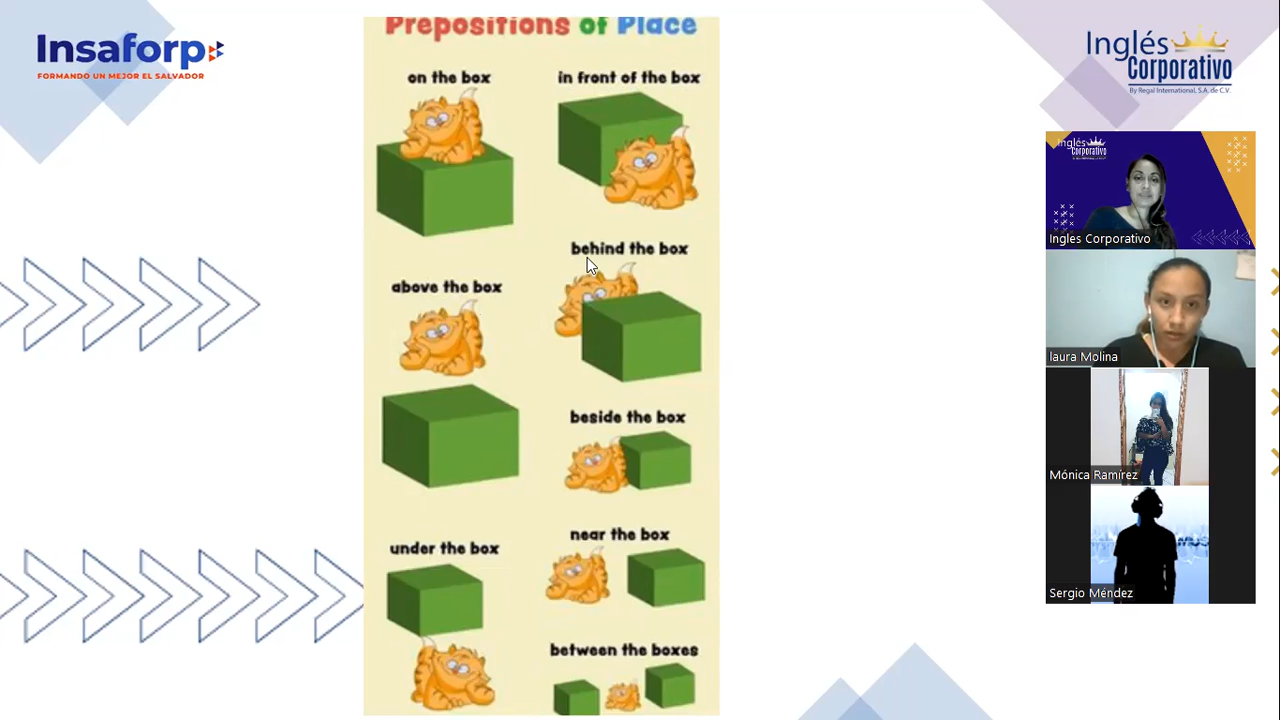 Insaforp
FORMANDO UN MEJOR EL SALVADOR
Prepositions of Place
on the box
in front of the box
behind the box
above the box
beside the box
under the box
near the box
between the boxes
Inglés
Corporativo
By Regal International, S.A. de C.V.
Inglés
Corporativo
Ingles Corporativo
laura Molina
Mónica Ramírez
Sergio Méndez